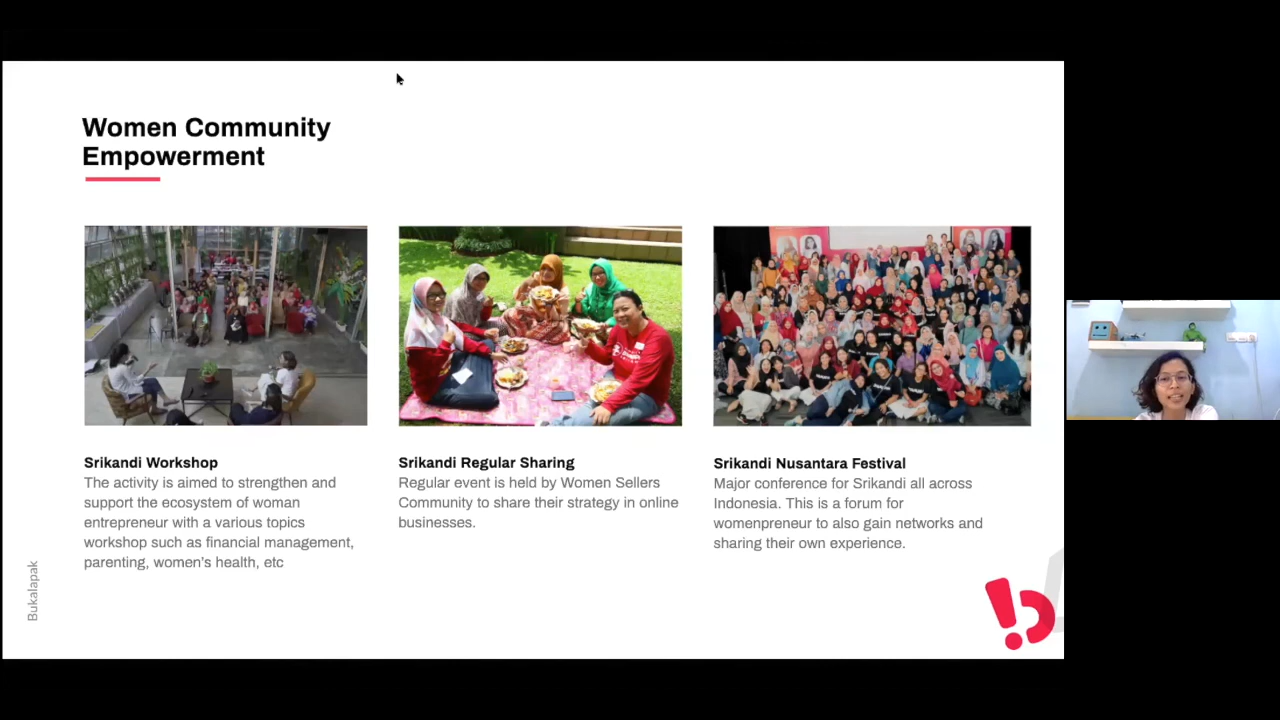 Women Community
Empowerment
Srikandi Workshop
The activity is aimed to strengthen and
support the ecosystem of woman
entrepreneur with a various topics
workshop such as financial management,
parenting, women's health, etc
Srikandi Regular Sharing
Regular event is held by Women Sellers
Community to share their strategy in online
businesses.
Srikandi Nusantara Festival
Major conference for Srikandi all across
Indonesia. This is a forum for
womenpreneur to also gain networks and
sharing their own experience.
Bukalapak